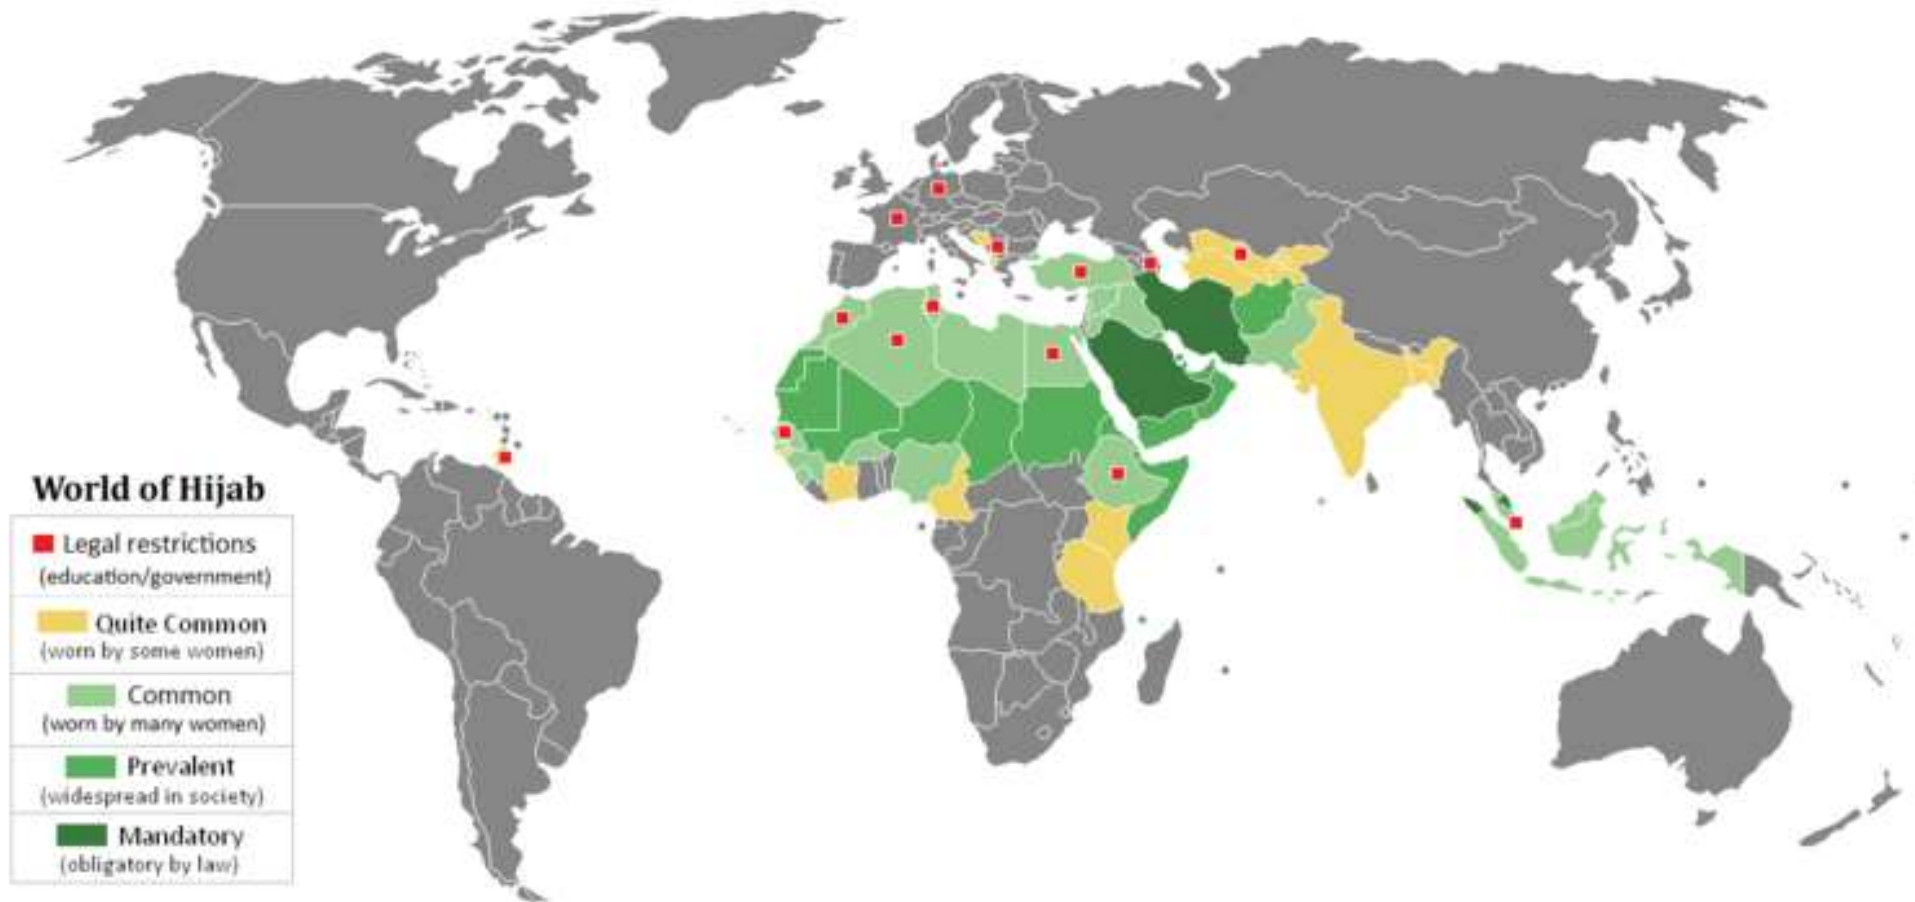 World of Hijab
Legal restrictions
(education/government)
Quite Common
(worn by some women)
Common
(worn by many women)
Prevalent
(widespread in society)
Mandatory
(obligatory by law)